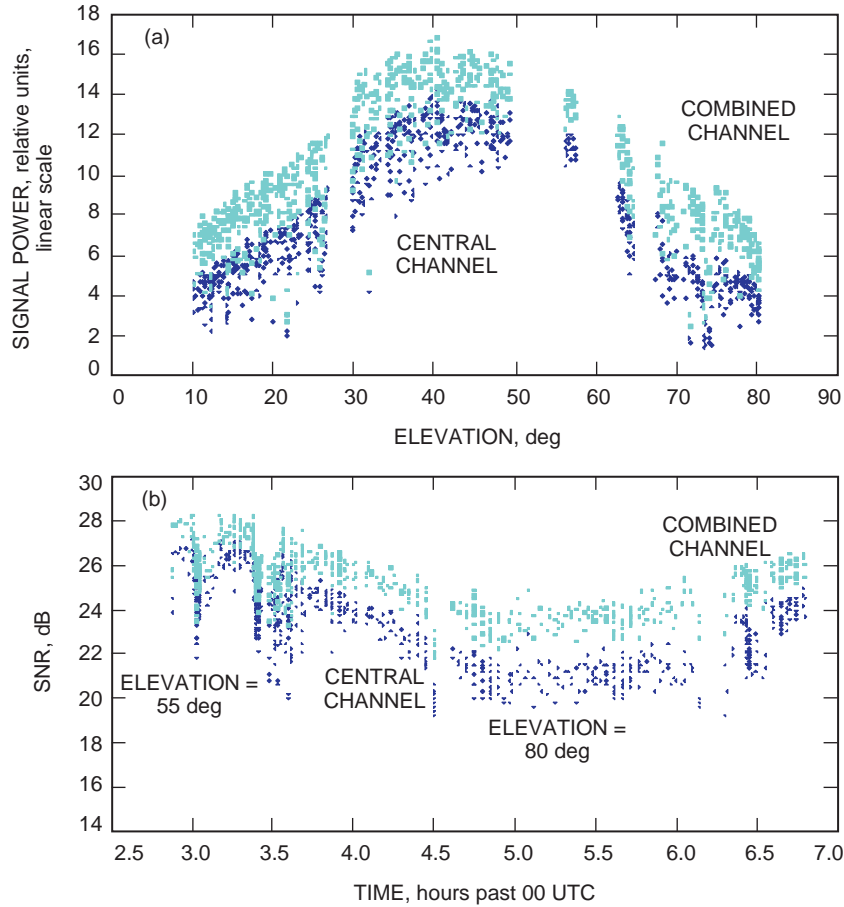 (a)
18
16
14
12
10
8
6
4
2
0
SIGNAL POWER, relative units,
linear scale
COMBINED
CHANNEL
CENTRAL
CHANNEL
0 10 20 30 40 50 60 70 80 90
ELEVATION, deg
(b)
30
28
26
24
22
20
18
16
14
SNR, dB
COMBINED
CHANNEL
ELEVATION =
55 deg
CENTRAL
CHANNEL
ELEVATION =
80 deg
2.5 3.0 3.5 4.0 4.5 5.0 5.5 6.0 6.5 7.0
TIME, hours past 00 UTC